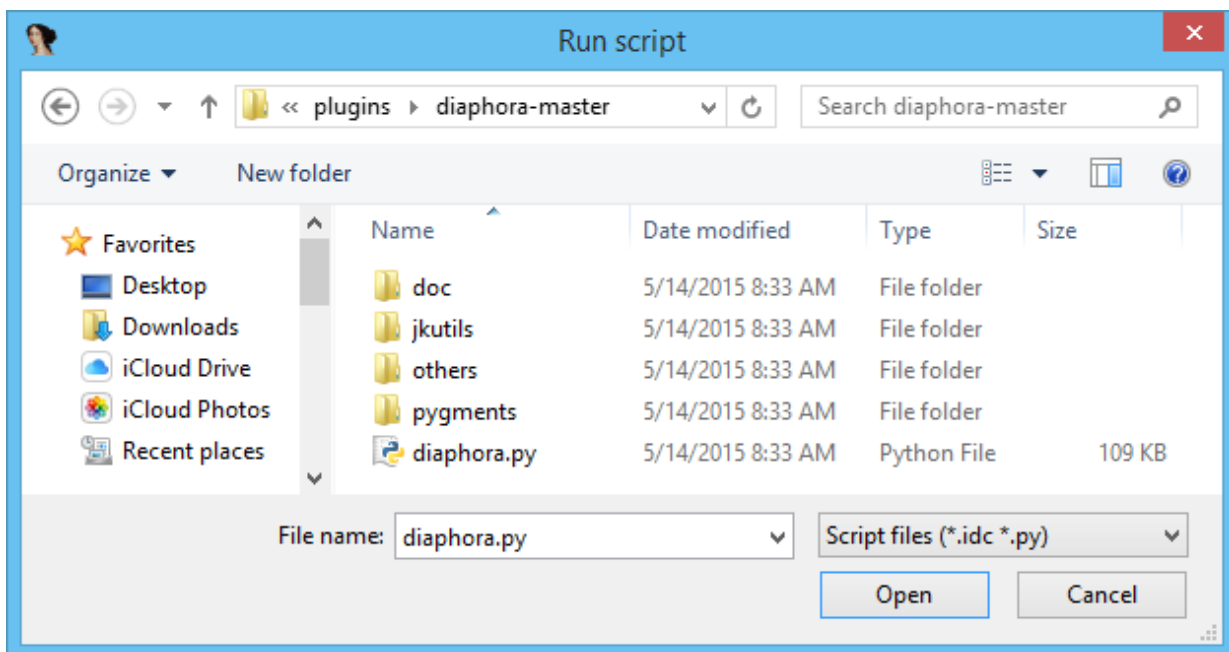 Run script
« plugins diaphora-master Search diaphora-master
Organize New folder
Name Date modified Type Size
Favorites
Desktop doc 5/14/2015 8:33 AM File folder
Downloads jkutils 5/14/2015 8:33 AM File folder
iCloud Drive others 5/14/2015 8:33 AM File folder
iCloud Photos pygments 5/14/2015 8:33 AM File folder
Recent places diaphora.py 5/14/2015 8:33 AM Python File 109 KB
File name: diaphora.py Script files (*.idc *.py)
Open Cancel